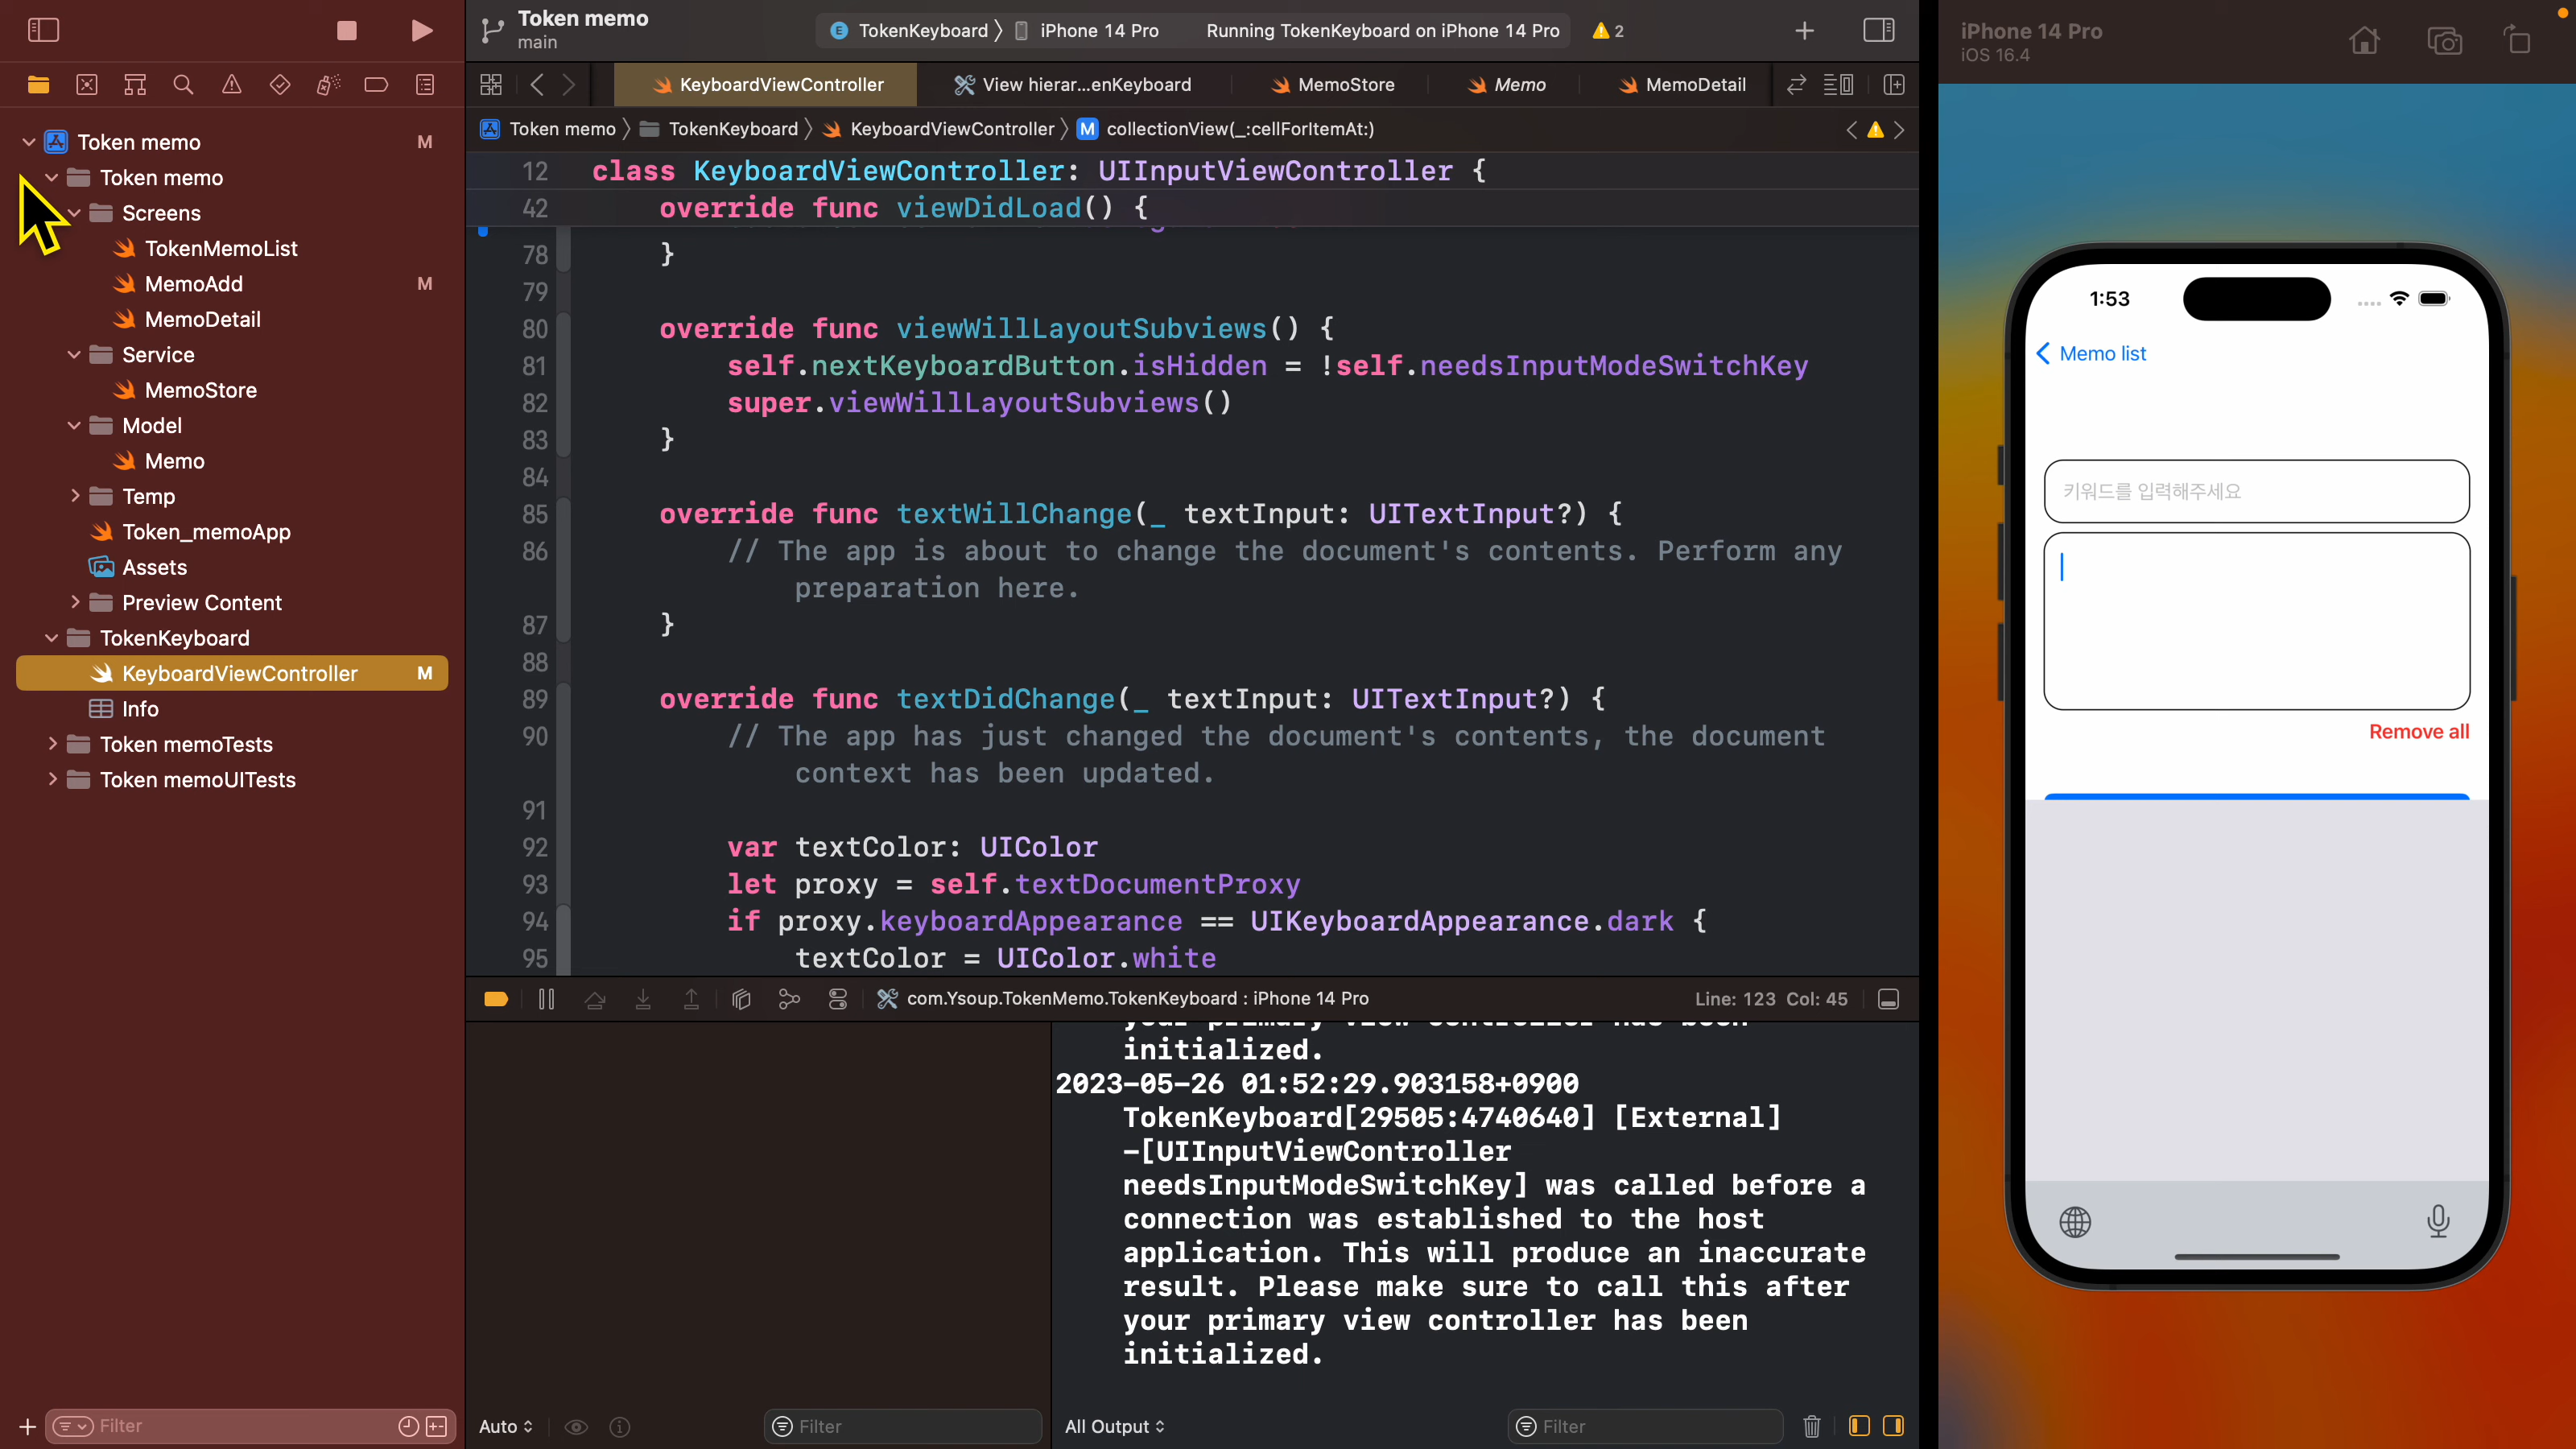 Token memo
main
TokenKeyboard
iPhone 14 Pro
Running TokenKeyboard on iPhone 14 Pro
2
iPhone 14 Pro
iOS 16.4
KeyboardViewController
View hierar...enKeyboard
MemoStore
Memo
MemoDetail
Token memo
TokenKeyboard
KeyboardViewController
M
collectionView(_:cellForItemAt:)
Token memo M
Token memo
Screens
TokenMemoList
MemoAdd M
MemoDetail
Service
MemoStore
Model
Memo
Temp
Token_memoApp
Assets
Preview Content
TokenKeyboard
KeyboardViewController M
Info
Token memoTests
Token memoUITests
Filter
12 class KeyboardViewController: UIInputViewController {
42 override func viewDidLoad() {
78 }
79
80 override func viewWillLayoutSubviews() {
81 self.nextKeyboardButton.isHidden = !self.needsInputModeSwitchKey
82 super.viewWillLayoutSubviews()
83 }
84
85 override func textWillChange(_ textInput: UITextInput?) {
86 // The app is about to change the document's contents. Perform any
preparation here.
87 }
88
89 override func textDidChange(_ textInput: UITextInput?) {
90 // The app has just changed the document's contents, the document
context has been updated.
91
92 var textColor: UIColor
93 let proxy = self.textDocumentProxy
94 if proxy.keyboardAppearance == UIKeyboardAppearance.dark {
95 textColor = UIColor.white
com.Ysoup.TokenMemo.TokenKeyboard : iPhone 14 Pro
Line: 123 Col: 45
your primary view controller has been
initialized.
2023-05-26 01:52:29.903158+0900
TokenKeyboard[29505:4740640] [External]
-[UIInputViewController
needsInputModeSwitchKey] was called before a
connection was established to the host
application. This will produce an inaccurate
result. Please make sure to call this after
your primary view controller has been
initialized.
Auto
Filter
All Output
Filter
1:53
Memo list
키워드를 입력해주세요
Remove all